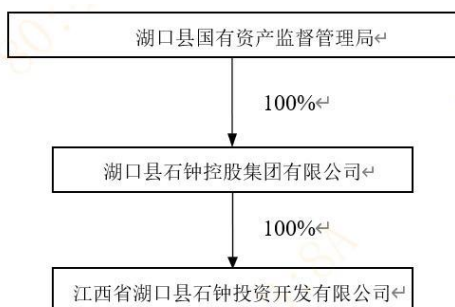 湖口县国有资产监督管理局
100%
湖口县石钟控股集团有限公司
100%
江西省湖口县石钟投资开发有限公司